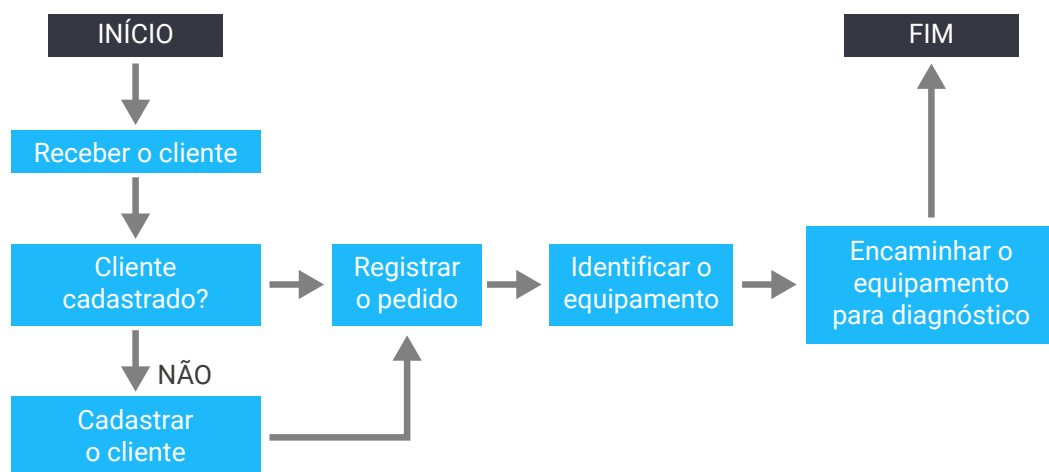 INÍCIO
FIM
Receber o cliente
Cliente
cadastrado?
Registrar
o pedido
Identificar o
equipamento
Encaminhar o
equipamento
para diagnóstico
NÃO
Cadastrar
o cliente